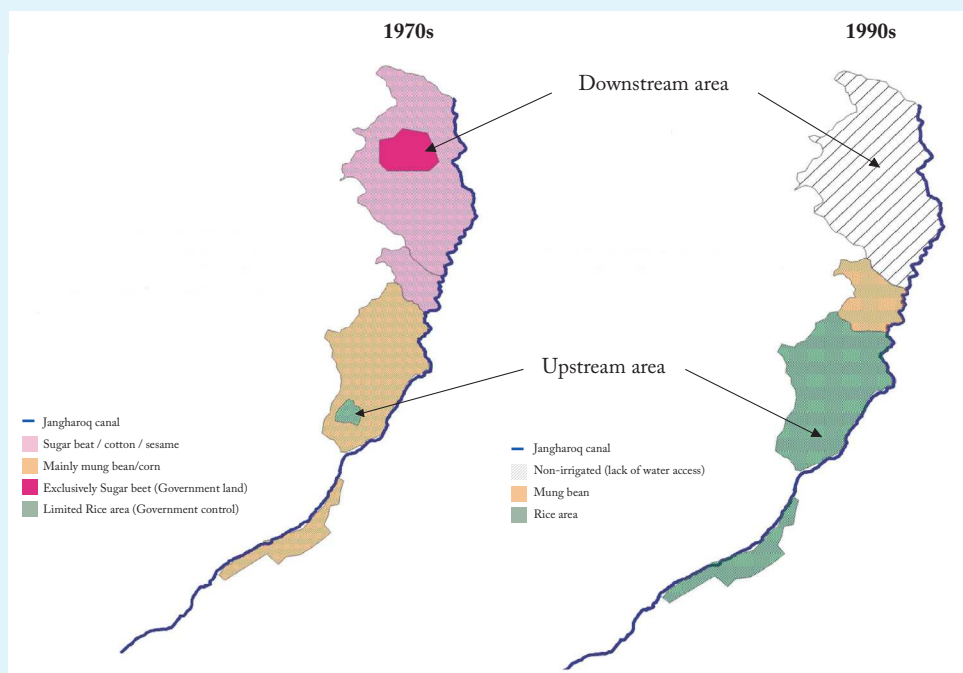 1970s
1990s
Downstream area
Upstream area
Jangharoq canal
Sugar beat / cotton / sesame
Mainly mung bean/corn
Exclusively Sugar beet (Government land)
Limited Rice area (Government control)
Jangharoq canal
Non-irrigated (lack of water access)
Mung bean
Rice area